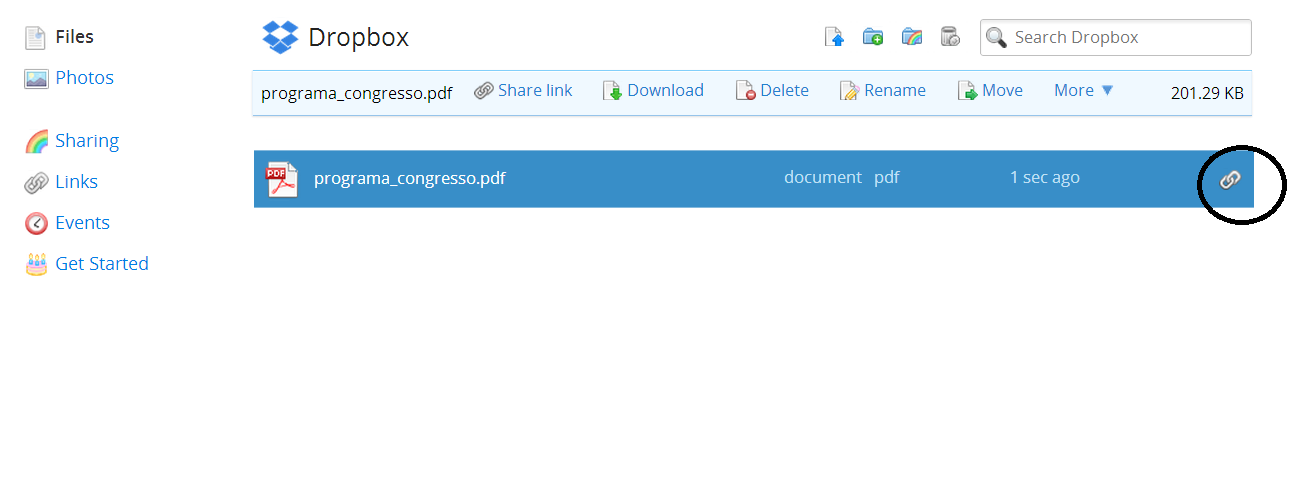 Files
Photos
Sharing
Links
Events
Get Started
Dropbox
Search Dropbox
programa_congresso.pdf Share link Download Delete Rename Move More ▼ 201.29 KB
PDF programa_congresso.pdf document pdf 1 sec ago